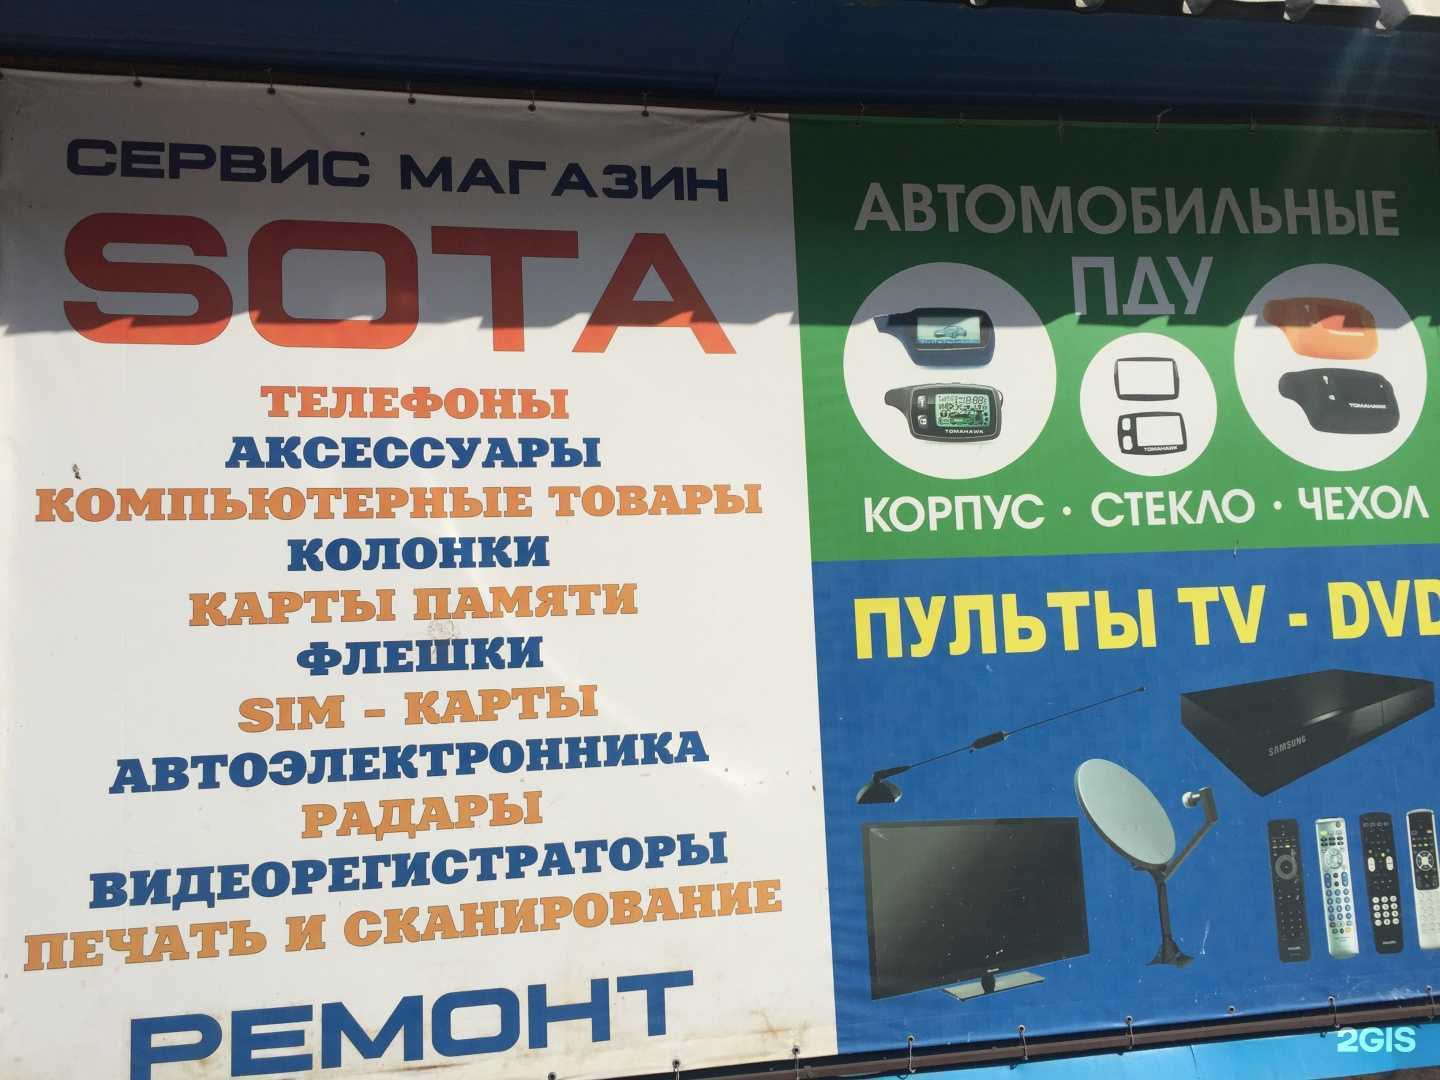 СЕРВИС МАГАЗИН
SOTA
ТЕЛЕФОНЫ
АКСЕССУАРЫ
КОМПЬЮТЕРНЫЕ ТОВАРЫ
КОЛОНКИ
КАРТЫ ПАМЯТИ
ФЛЕШКИ
SIM - КАРТЫ
АВТОЭЛЕКТРОННИКА
РАДАРЫ
ВИДЕОРЕГИСТРАТОРЫ
ПЕЧАТЬ И СКАНИРОВАНИЕ
РЕМОНТ
АВТОМОБИЛЬНЫЕ
ПДУ
TOMAHAWK
TOMAHAWK
TOMAHAWK
КОРПУС · СТЕКЛО · ЧЕХОЛ
ПУЛЬТЫ TV - DVD
SAMSUNG
2GIS